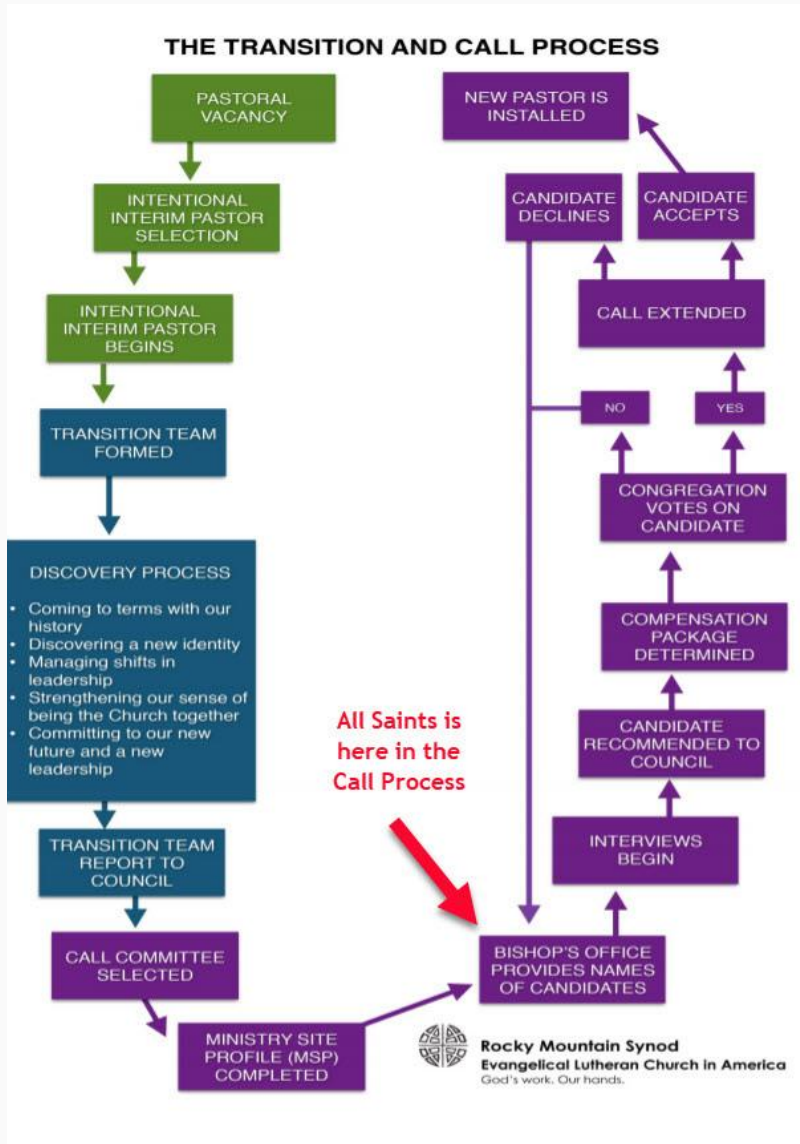 THE TRANSITION AND CALL PROCESS
PASTORAL
VACANCY
INTENTIONAL
INTERIM PASTOR
SELECTION
INTENTIONAL
INTERIM PASTOR
BEGINS
TRANSITION TEAM
FORMED
DISCOVERY PROCESS
• Coming to terms with our
history
• Discovering a new identity
• Managing shifts in
leadership
• Strengthening our sense of
being the Church together
• Committing to our new
future and a new
leadership
TRANSITION TEAM
REPORT TO
COUNCIL
CALL COMMITTEE
SELECTED
MINISTRY SITE
PROFILE (MSP)
COMPLETED
All Saints is
here in the
Call Process
BISHOP'S OFFICE
PROVIDES NAMES
OF CANDIDATES
INTERVIEWS
BEGIN
CANDIDATE
RECOMMENDED TO
COUNCIL
COMPENSATION
PACKAGE
DETERMINED
CONGREGATION
VOTES ON
CANDIDATE
NO
YES
CALL EXTENDED
CANDIDATE
DECLINES
CANDIDATE
ACCEPTS
NEW PASTOR IS
INSTALLED
Rocky Mountain Synod
Evangelical Lutheran Church in America
God's work. Our hands.